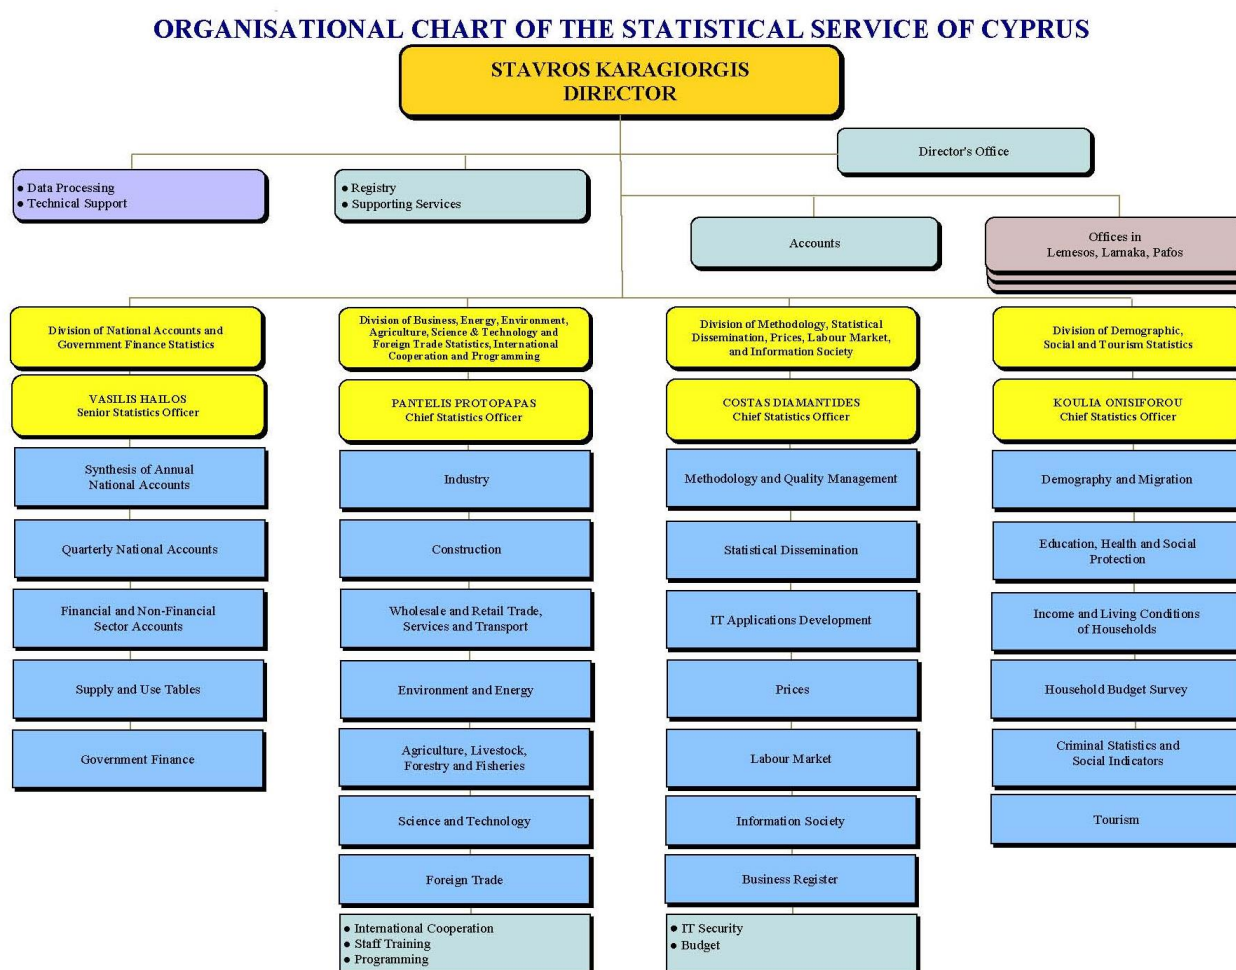 ORGANISATIONAL CHART OF THE STATISTICAL SERVICE OF CYPRUS
STAVROS KARAGIORGIS
DIRECTOR
Director's Office
● Data Processing
● Technical Support
● Registry
● Supporting Services
Accounts
Offices in
Lemesos, Larnaka, Pafos
Division of National Accounts and
Government Finance Statistics
VASILIS HAILOS
Senior Statistics Officer
Synthesis of Annual
National Accounts
Quarterly National Accounts
Financial and Non-Financial
Sector Accounts
Supply and Use Tables
Government Finance
Division of Business, Energy, Environment,
Agriculture, Science & Technology and
Foreign Trade Statistics, International
Cooperation and Programming
PANTELIS PROTOPAPAS
Chief Statistics Officer
Industry
Construction
Wholesale and Retail Trade,
Services and Transport
Environment and Energy
Agriculture, Livestock,
Forestry and Fisheries
Science and Technology
Foreign Trade
● International Cooperation
● Staff Training
● Programming
Division of Methodology, Statistical
Dissemination, Prices, Labour Market,
and Information Society
COSTAS DIAMANTIDES
Chief Statistics Officer
Methodology and Quality Management
Statistical Dissemination
IT Applications Development
Prices
Labour Market
Information Society
Business Register
● IT Security
● Budget
Division of Demographic,
Social and Tourism Statistics
KOULIA ONISIFOROU
Chief Statistics Officer
Demography and Migration
Education, Health and Social
Protection
Income and Living Conditions
of Households
Household Budget Survey
Criminal Statistics and
Social Indicators
Tourism